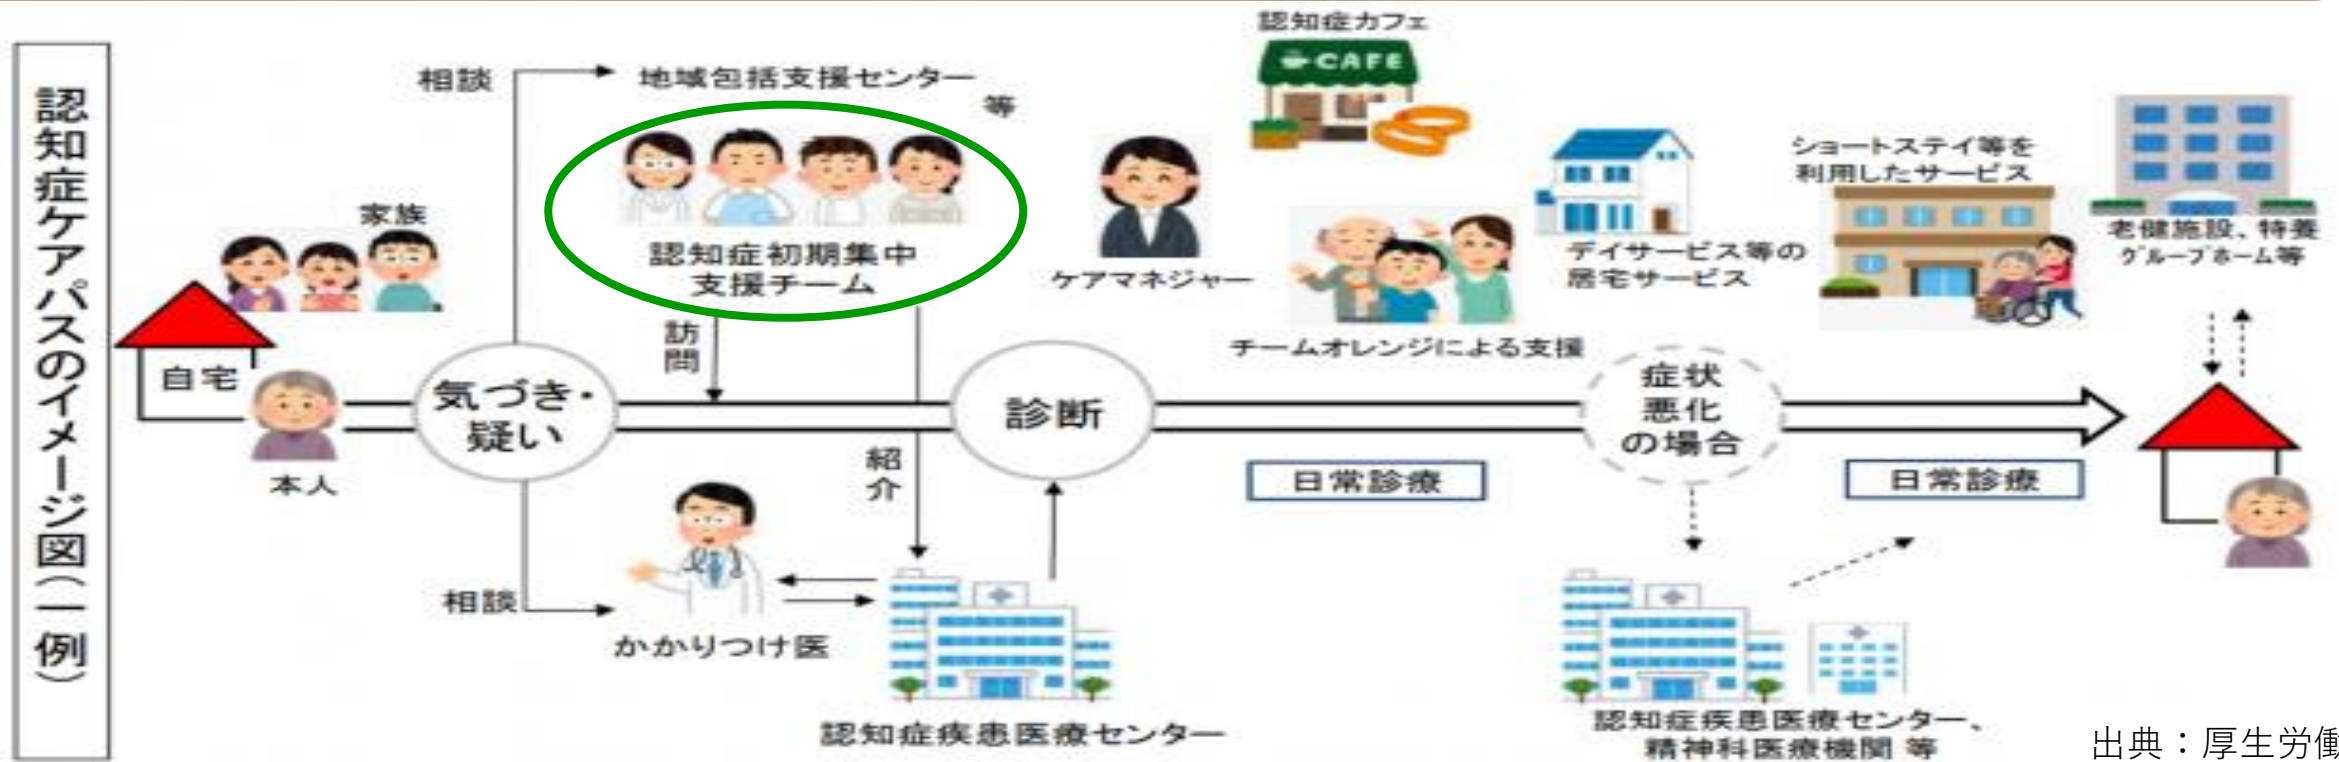 認知症ケアパスのイメージ図(一例)
自宅
本人
家族
気づき・
疑い
相談
地域包括支援センター
等
認知症初期集中
支援チーム
訪問
相談
かかりつけ医
紹介
認知症疾患医療センター
診断
ケアマネジャー
認知症カフェ
CAFE
チームオレンジによる支援
デイサービス等の
居宅サービス
日常診療
症状
悪化
の場合
認知症疾患医療センター、
精神科医療機関 等
ショートステイ等を
利用したサービス
日常診療
老健施設、特養
グループホーム等
出典：厚生労働